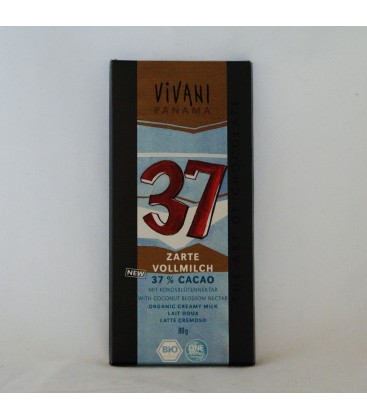 ViVANi
PANAMA
37
ZARTE
VOLLMILCH
NEW
37 % CACAO
MIT KOKOSBLÜTENNEKTAR
WITH COCONUT BLOSSOM NECTAR
ORGANIC CREAMY MILK
LAIT DOUX
LATTE CREMOSO
80g
BIO
ONE